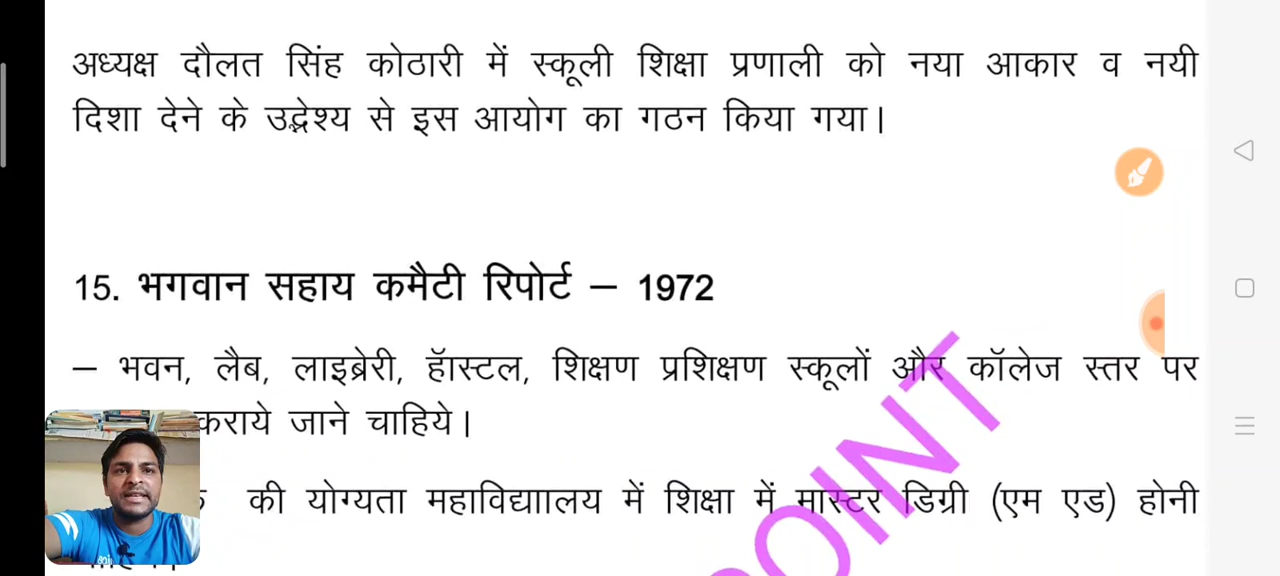 अध्यक्ष दौलत सिंह कोठारी में स्कूली शिक्षा प्रणाली को नया आकार व नयी
दिशा देने के उद्देश्य से इस आयोग का गठन किया गया।
15. भगवान सहाय कमैटी रिपोर्ट – 1972
– भवन, लैब, लाइब्रेरी, हॅास्टल, शिक्षण प्रशिक्षण स्कूलों और कॉलेज स्तर पर
कराये जाने चाहिये।
की योग्यता महाविद्याालय में शिक्षा में मास्टर डिग्री (एम एड) होनी
POINT